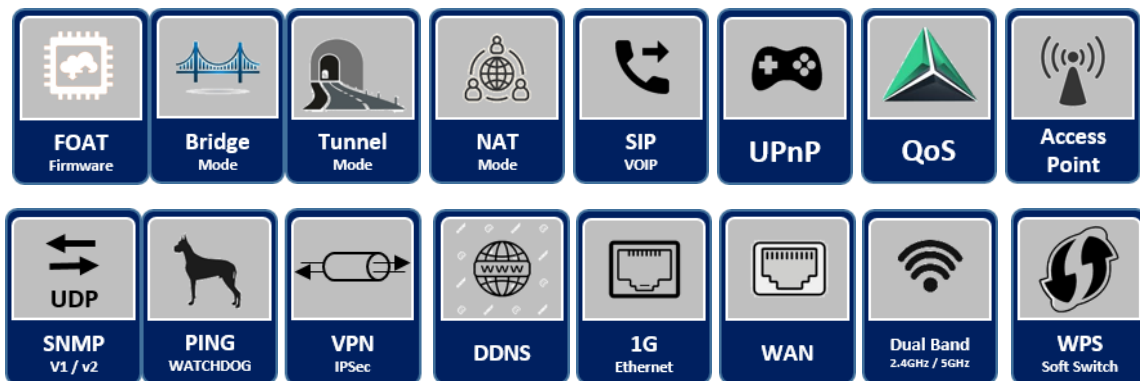 FOAT
Firmware
Bridge
Mode
Tunnel
Mode
NAT
Mode
SIP
VOIP
UPnP
QoS
Access
Point
UDP
SNMP
V1 / v2
PING
WATCHDOG
VPN
IPSec
www
DDNS
1G
Ethernet
WAN
Dual Band
2.4GHz / 5GHz
WPS
Soft Switch